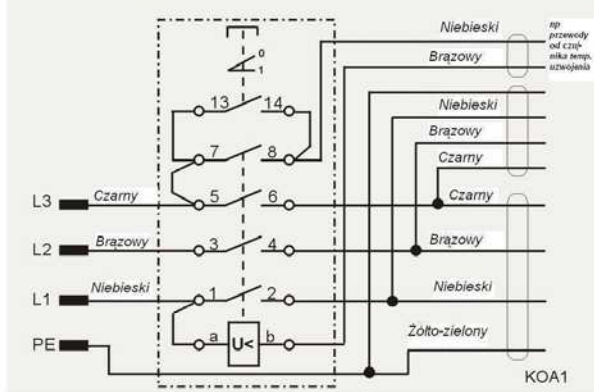 Niebieski
np
przewody
od czuj-
nika temp.
uzwojenia
Brązowy
0
1
13 14
Niebieski
Brązowy
7 8
Czarny
L3 Czarny 5 6 Czarny
L2 Brązowy 3 4 Brązowy
L1 Niebieski 1 2 Niebieski
a U< b
Żółto-zielony
PE
KOA1